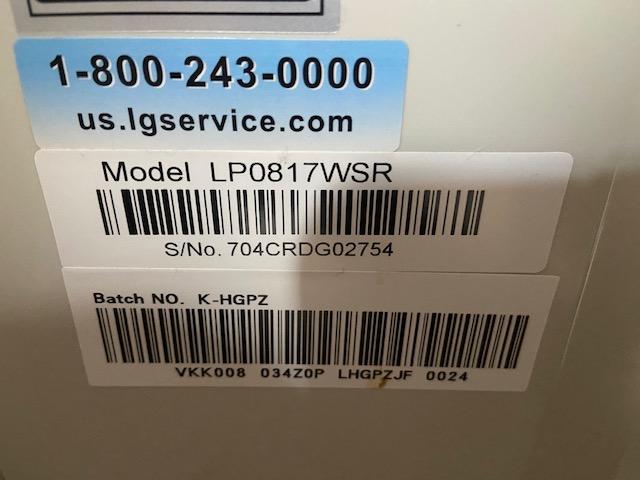 1-800-243-0000
us.lgservice.com
Model LP0817WSR
S/No. 704CRDG02754
Batch NO. K-HGPZ
VKK008 034Z0P LHGPZJF 0024